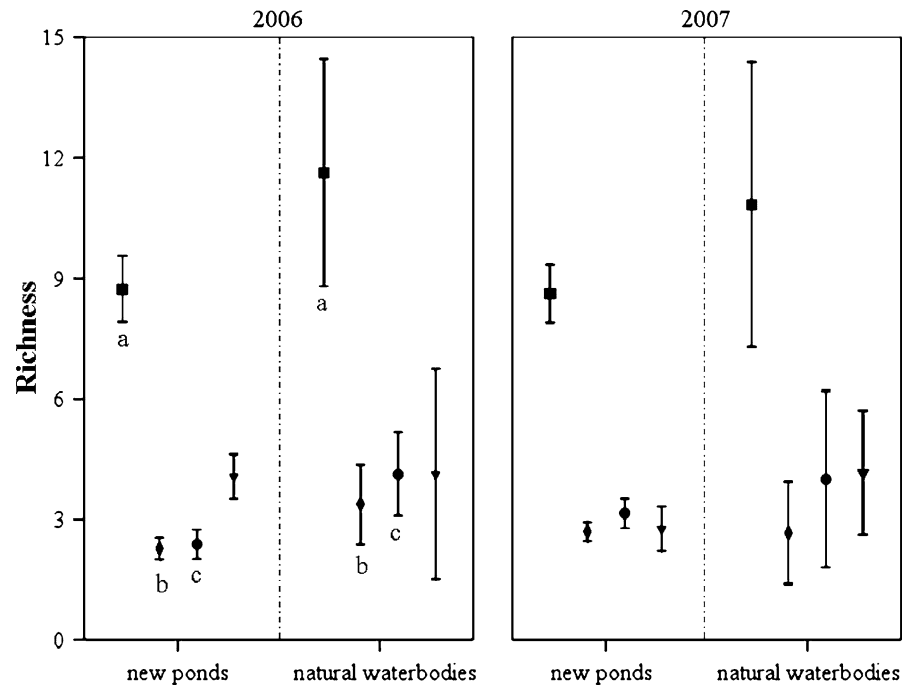 2006 2007
Richness
15
12
9
6
3
0
a
a
b
c
b
c
new ponds natural waterbodies new ponds natural waterbodies